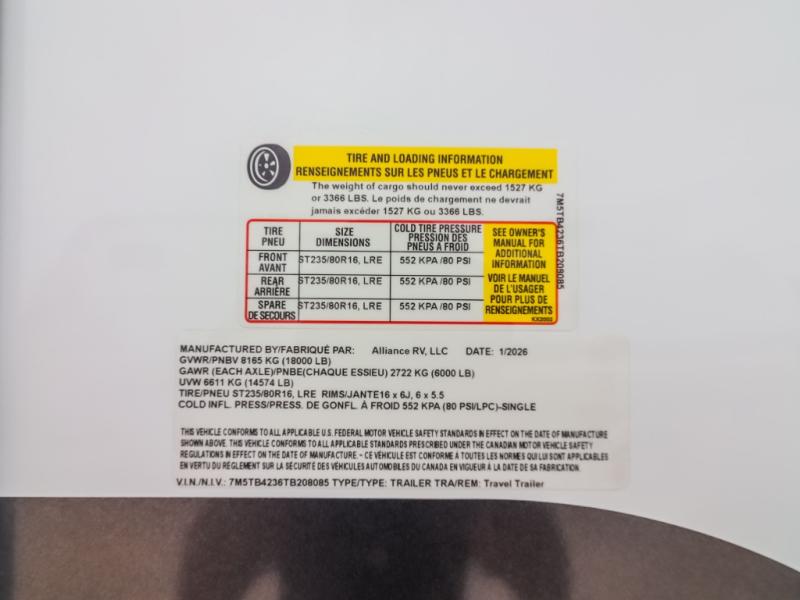 TIRE AND LOADING INFORMATION
RENSEIGNEMENTS SUR LES PNEUS ET LE CHARGEMENT
The weight of cargo should never exceed 1527 KG
or 3366 LBS. Le poids de chargement ne devrait
jamais excéder 1527 KG ou 3366 LBS.
TIRE
PNEU
SIZE
DIMENSIONS
COLD TIRE PRESSURE
PRESSION DES
PNEUS A FROID
FRONT
AVANT
ST235/80R16, LRE
552 KPA /80 PSI
REAR
ARRIÈRE
ST235/80R16, LRE
552 KPA /80 PSI
SPARE
DE SECOURS
ST235/80R16, LRE
552 KPA /80 PSI
SEE OWNER'S
MANUAL FOR
ADDITIONAL
INFORMATION
VOIR LE MANUEL
DE L'USAGER
POUR PLUS DE
RENSEIGNEMENTS
7M5TB4236TB208085
MANUFACTURED BY/FABRIQUÉ PAR: Alliance RV, LLC DATE: 1/2026
GVWR/PNBV 8165 KG (18000 LB)
GAWR (EACH AXLE)/PNBE(CHAQUE ESSIEU) 2722 KG (6000 LB)
UVW 6611 KG (14574 LB)
TIRE/PNEU ST235/80R16, LRE RIMS/JANTE16 x 6J, 6 x 5.5
COLD INFL. PRESS/PRESS. DE GONFL. À FROID 552 KPA (80 PSI/LPC)-SINGLE
THIS VEHICLE CONFORMS TO ALL APPLICABLE U.S. FEDERAL MOTOR VEHICLE SAFETY STANDARDS IN EFFECT ON THE DATE OF MANUFACTURE
SHOWN ABOVE. THIS VEHICLE CONFORMS TO ALL APPLICABLE STANDARDS PRESCRIBED UNDER THE CANADIAN MOTOR VEHICLE SAFETY
REGULATIONS IN EFFECT ON THE DATE OF MANUFACTURE. - CE VÉHICULE EST CONFORME À TOUTES LES NORMES QUI LUI SONT APPLICABLES
EN VERTU DU RÈGLEMENT SUR LA SÉCURITÉ DES VÉHICULES AUTOMOBILES DU CANADA EN VIGUEUR À LA DATE DE SA FABRICATION.
V.I.N./N.I.V.: 7M5TB4236TB208085 TYPE/TYPE: TRAILER TRA/REM: Travel Trailer